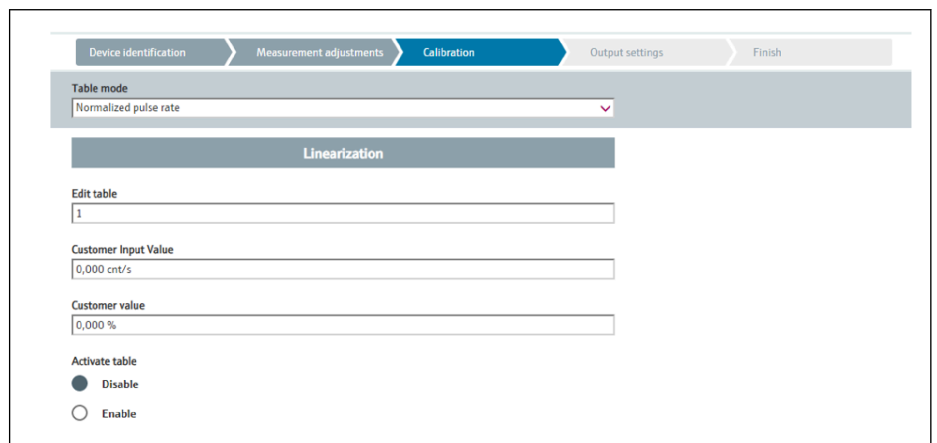 Device identification Measurement adjustments Calibration Output settings Finish
Table mode
Normalized pulse rate
Linearization
Edit table
1
Customer Input Value
0,000 cnt/s
Customer value
0,000 %
Activate table
Disable
Enable